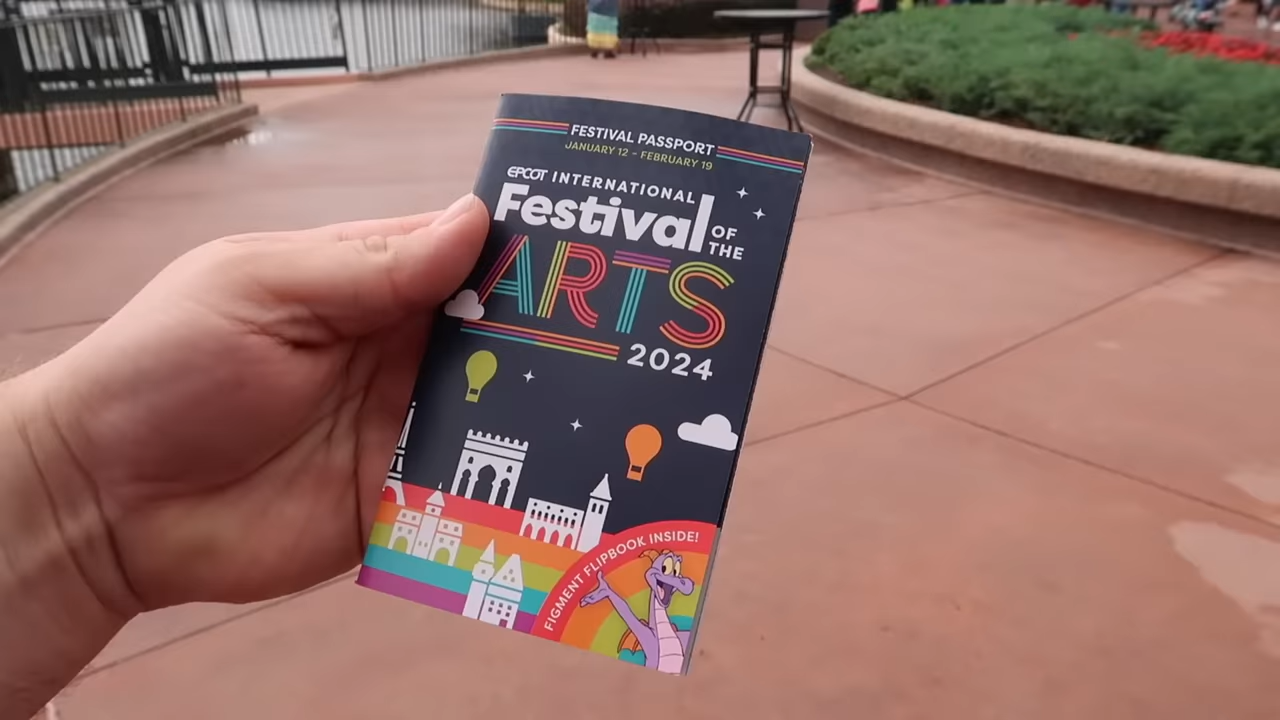 FESTIVAL PASSPORT
JANUARY 12 - FEBRUARY 19
EPCOT INTERNATIONAL
Festival OF THE
ARTS
2024
FIGMENT FLIPBOOK INSIDE!